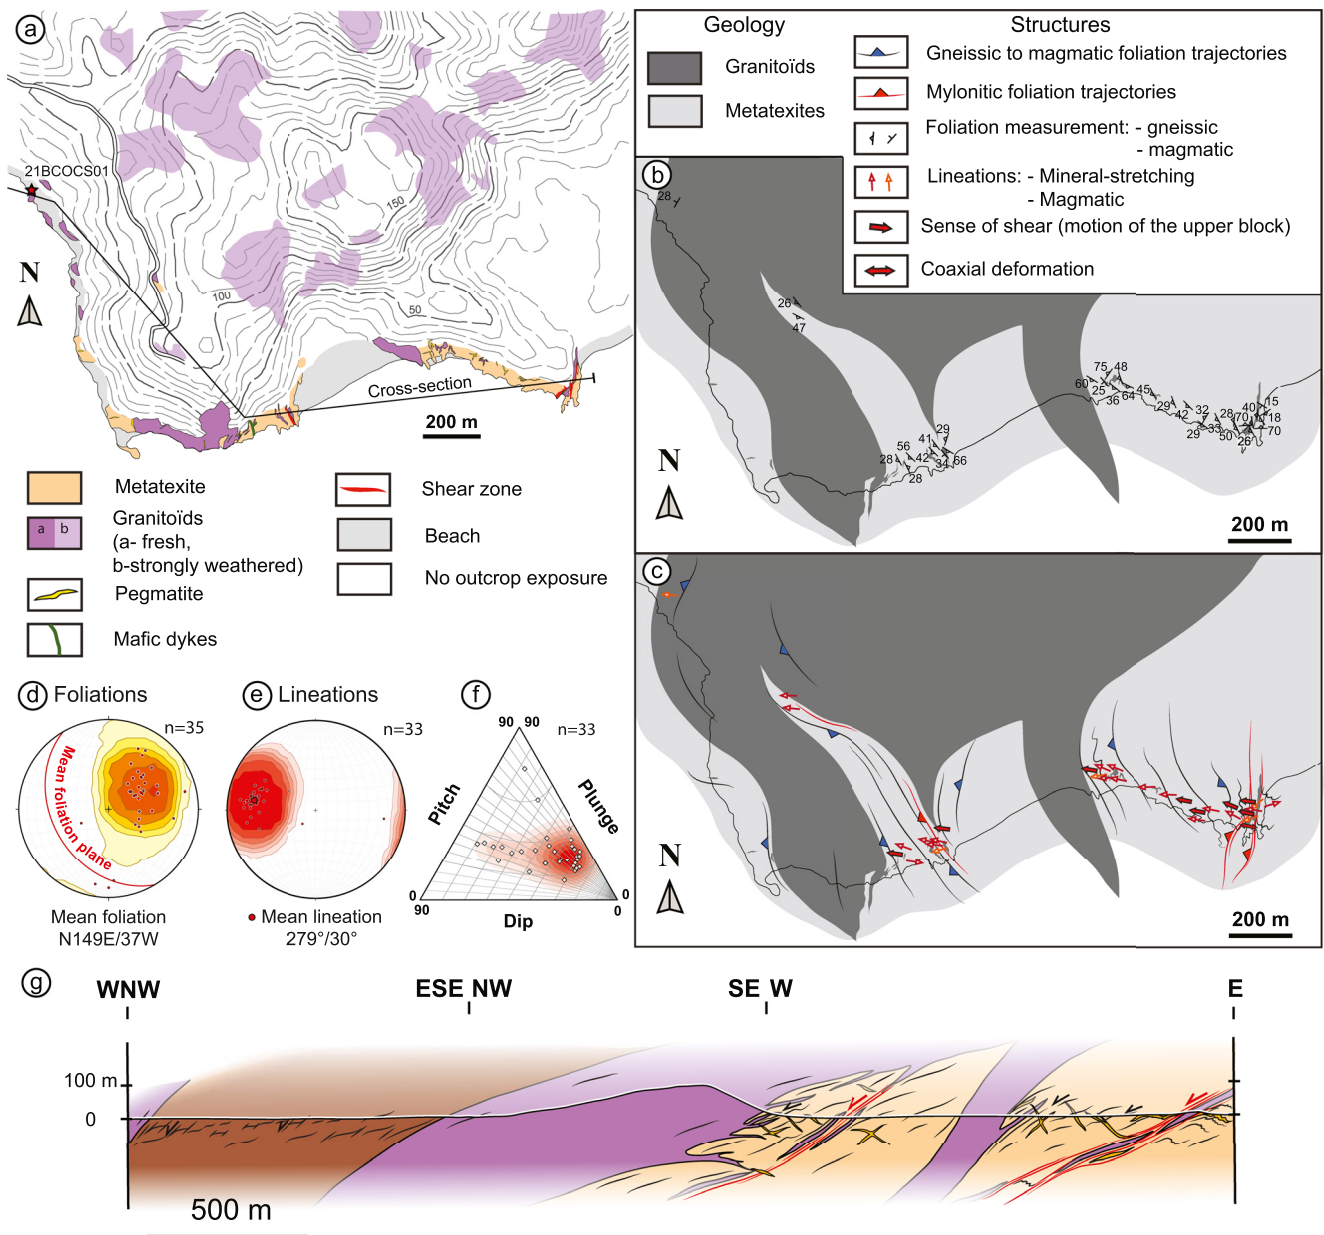 a
21BCOCS01
N
150
100
50
Cross-section
200 m
Metatexite
a b
Granitoïds
(a- fresh,
b-strongly weathered)
Pegmatite
Mafic dykes
Shear zone
Beach
No outcrop exposure
Geology
Granitoïds
Metatexites
Structures
Gneissic to magmatic foliation trajectories
Mylonitic foliation trajectories
Foliation measurement: - gneissic
- magmatic
Lineations: - Mineral-stretching
- Magmatic
Sense of shear (motion of the upper block)
Coaxial deformation
b
28
26
47
75 48
60
25
36
64
45
29
42
32
29
33
28
50
70
40
15
18
70
26
29
41
56
28
42
34
66
28
N
200 m
c
N
200 m
d Foliations
n=35
Mean foliation plane
Mean foliation
N149E/37W
e Lineations
n=33
Mean lineation
279°/30°
f
90 90
n=33
Pitch
Plunge
0
90
Dip
0
0
g
WNW
ESE NW
SE W
E
100 m
0
500 m